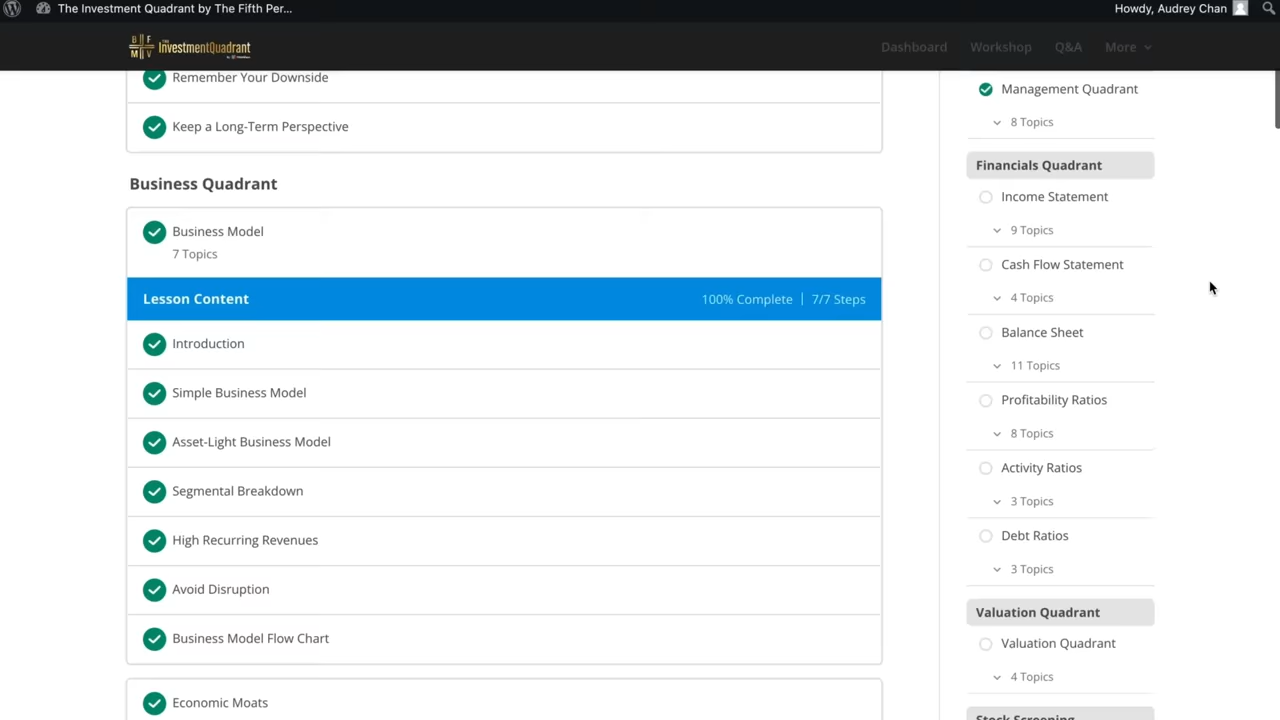 The Investment Quadrant by The Fifth Per...
Howdy, Audrey Chan
B F
M V
The
InvestmentQuadrant
Dashboard
Workshop
Q&A
More
Remember Your Downside
Keep a Long-Term Perspective
Business Quadrant
Business Model
7 Topics
Lesson Content
100% Complete | 7/7 Steps
Introduction
Simple Business Model
Asset-Light Business Model
Segmental Breakdown
High Recurring Revenues
Avoid Disruption
Business Model Flow Chart
Economic Moats
Management Quadrant
8 Topics
Financials Quadrant
Income Statement
9 Topics
Cash Flow Statement
4 Topics
Balance Sheet
11 Topics
Profitability Ratios
8 Topics
Activity Ratios
3 Topics
Debt Ratios
3 Topics
Valuation Quadrant
Valuation Quadrant
4 Topics
Stock Screening